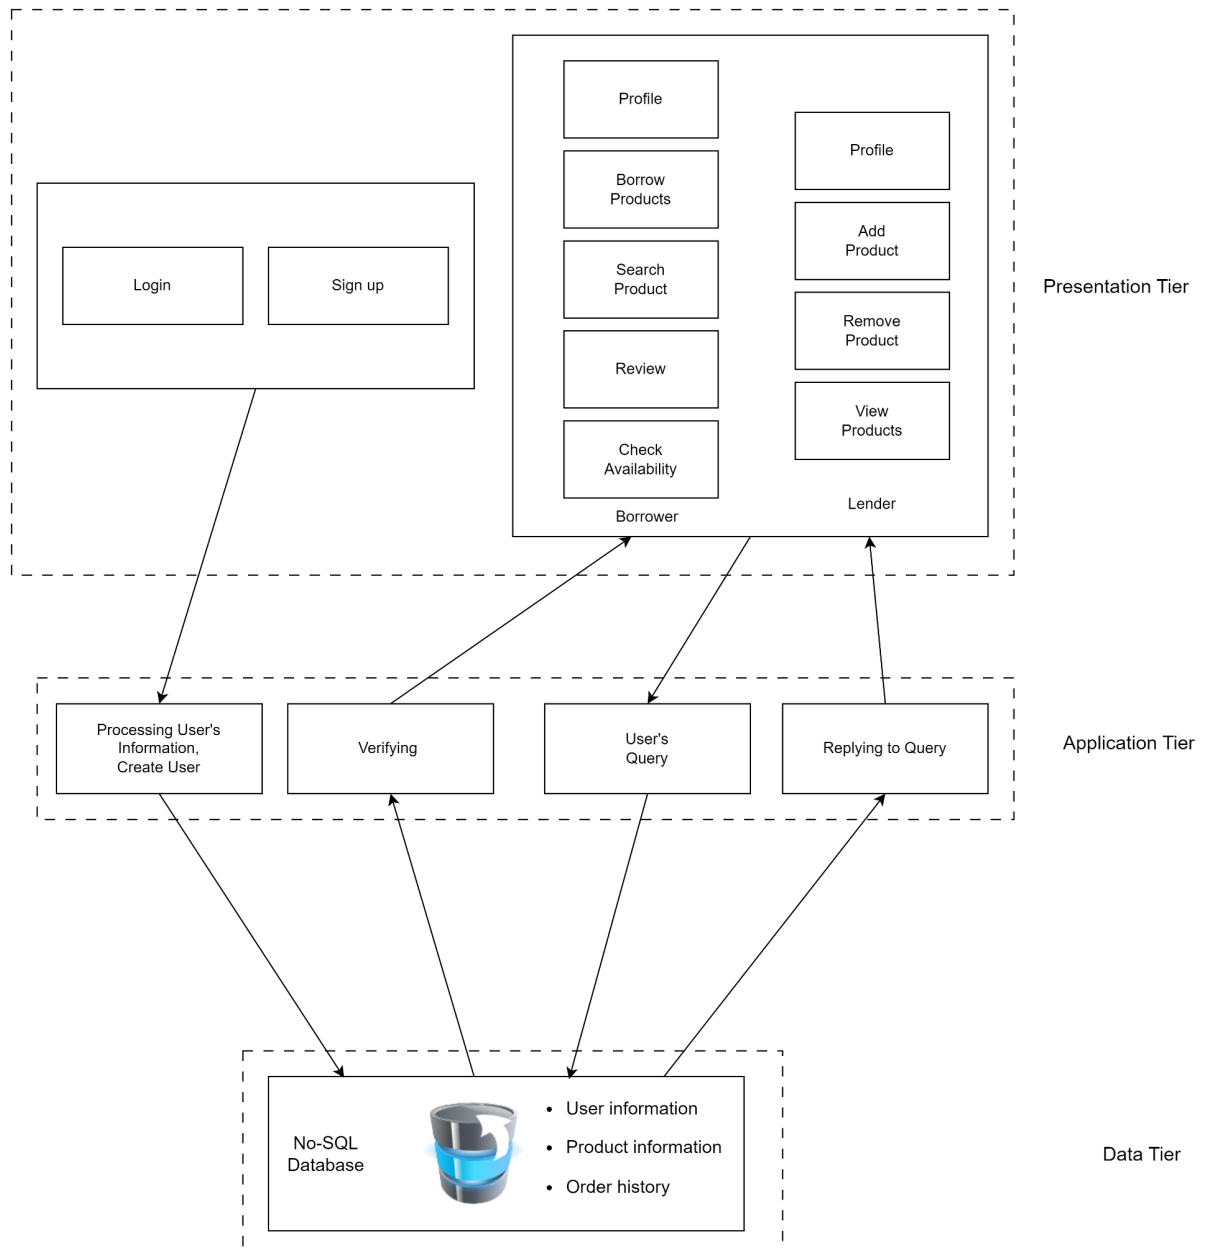 Profile
Borrow
Products
Search
Product
Review
Check
Availability
Borrower
Profile
Add
Product
Remove
Product
View
Products
Lender
Login
Sign up
Presentation Tier
Processing User's
Information,
Create User
Verifying
User's
Query
Replying to Query
Application Tier
No-SQL
Database
• User information
• Product information
• Order history
Data Tier